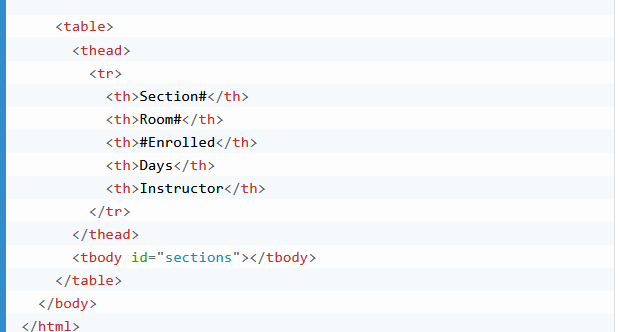 <table>
<thead>
<tr>
<th>Section#</th>
<th>Room#</th>
<th>#Enrolled</th>
<th>Days</th>
<th>Instructor</th>
</tr>
</thead>
<tbody id="sections"></tbody>
</table>
</body>
</html>